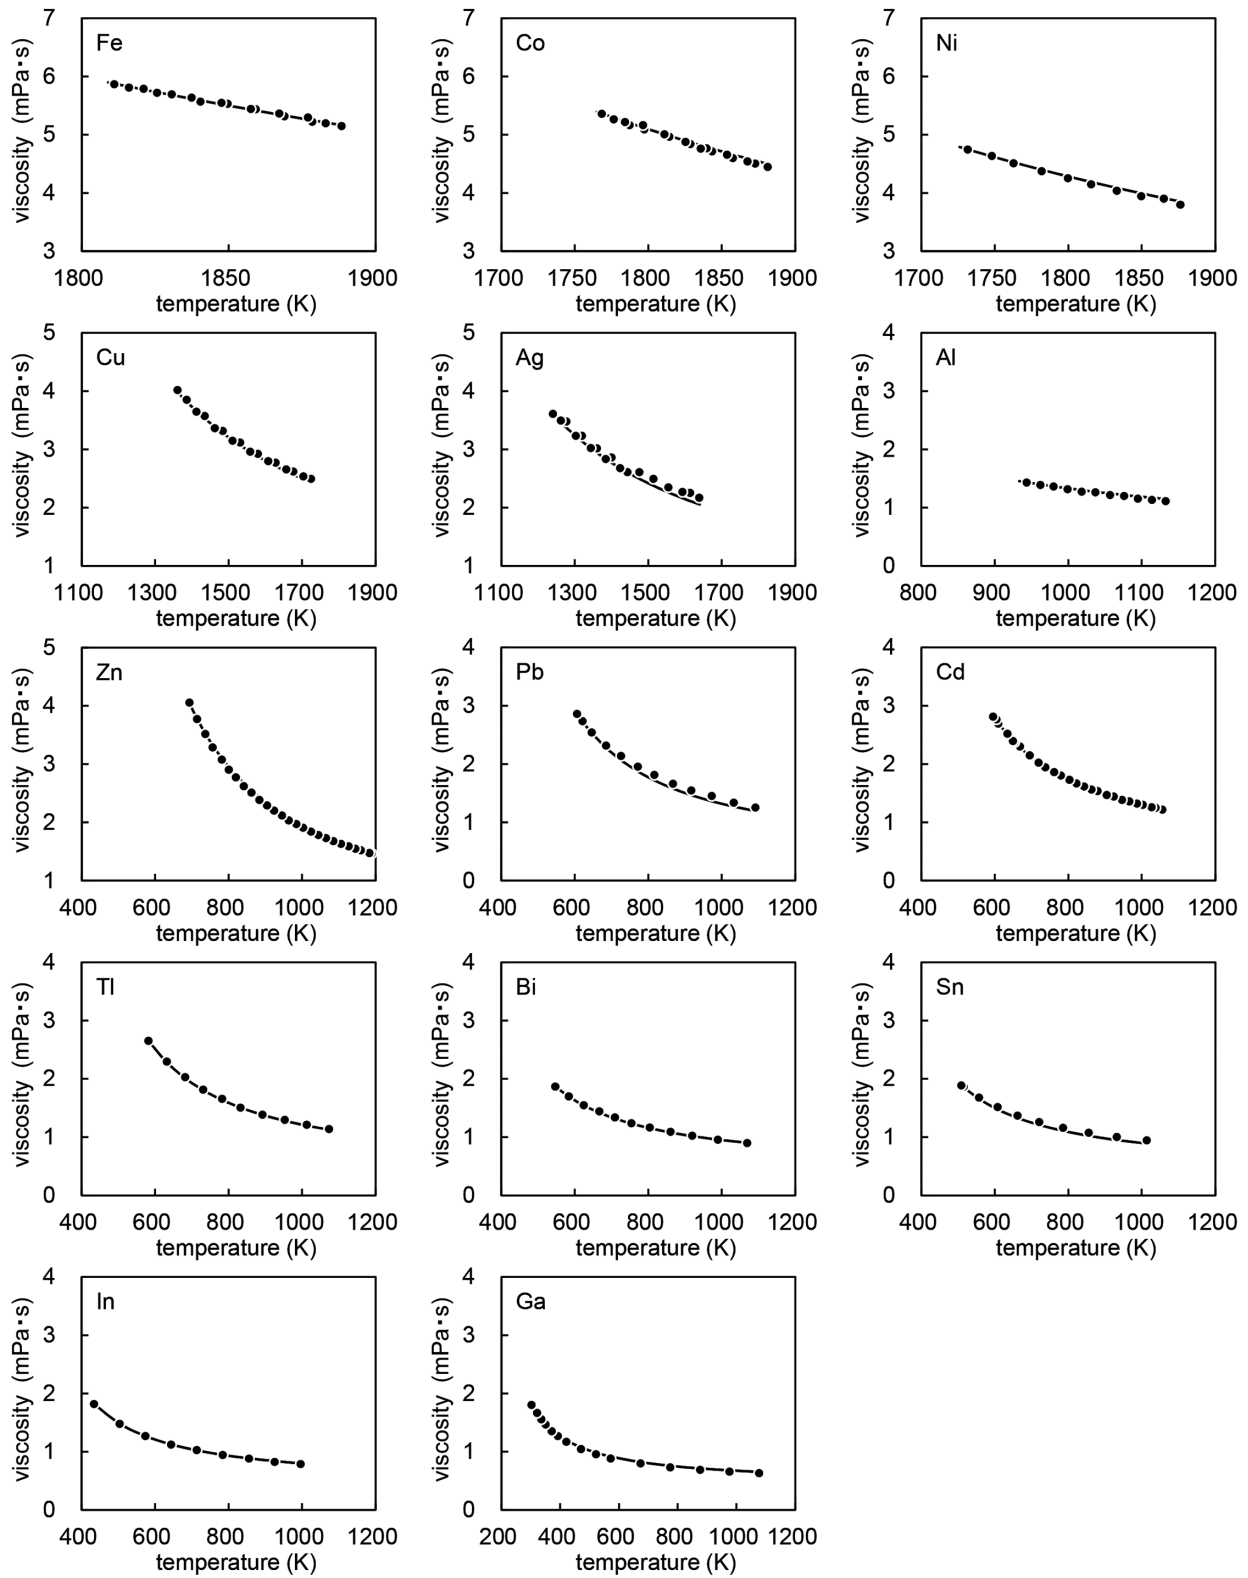 Fe
viscosity (mPa·s)
7
6
5
4
3
1800 1850 1900
temperature (K)
Co
viscosity (mPa·s)
7
6
5
4
3
1700 1750 1800 1850 1900
temperature (K)
Ni
viscosity (mPa·s)
7
6
5
4
3
1700 1750 1800 1850 1900
temperature (K)
Cu
viscosity (mPa·s)
5
4
3
2
1
1100 1300 1500 1700 1900
temperature (K)
Ag
viscosity (mPa·s)
5
4
3
2
1
1100 1300 1500 1700 1900
temperature (K)
Al
viscosity (mPa·s)
4
3
2
1
0
800 900 1000 1100 1200
temperature (K)
Zn
viscosity (mPa·s)
5
4
3
2
1
400 600 800 1000 1200
temperature (K)
Pb
viscosity (mPa·s)
4
3
2
1
0
400 600 800 1000 1200
temperature (K)
Cd
viscosity (mPa·s)
4
3
2
1
0
400 600 800 1000 1200
temperature (K)
Tl
viscosity (mPa·s)
4
3
2
1
0
400 600 800 1000 1200
temperature (K)
Bi
viscosity (mPa·s)
4
3
2
1
0
400 600 800 1000 1200
temperature (K)
Sn
viscosity (mPa·s)
4
3
2
1
0
400 600 800 1000 1200
temperature (K)
In
viscosity (mPa·s)
4
3
2
1
0
400 600 800 1000 1200
temperature (K)
Ga
viscosity (mPa·s)
4
3
2
1
0
200 400 600 800 1000 1200
temperature (K)